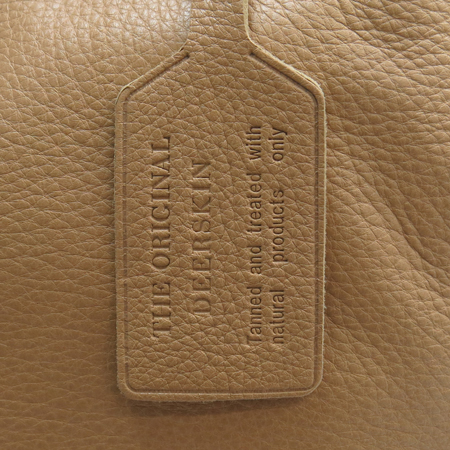 THE ORIGINAL
DEERSKIN
Tanned and treated with
natural products only